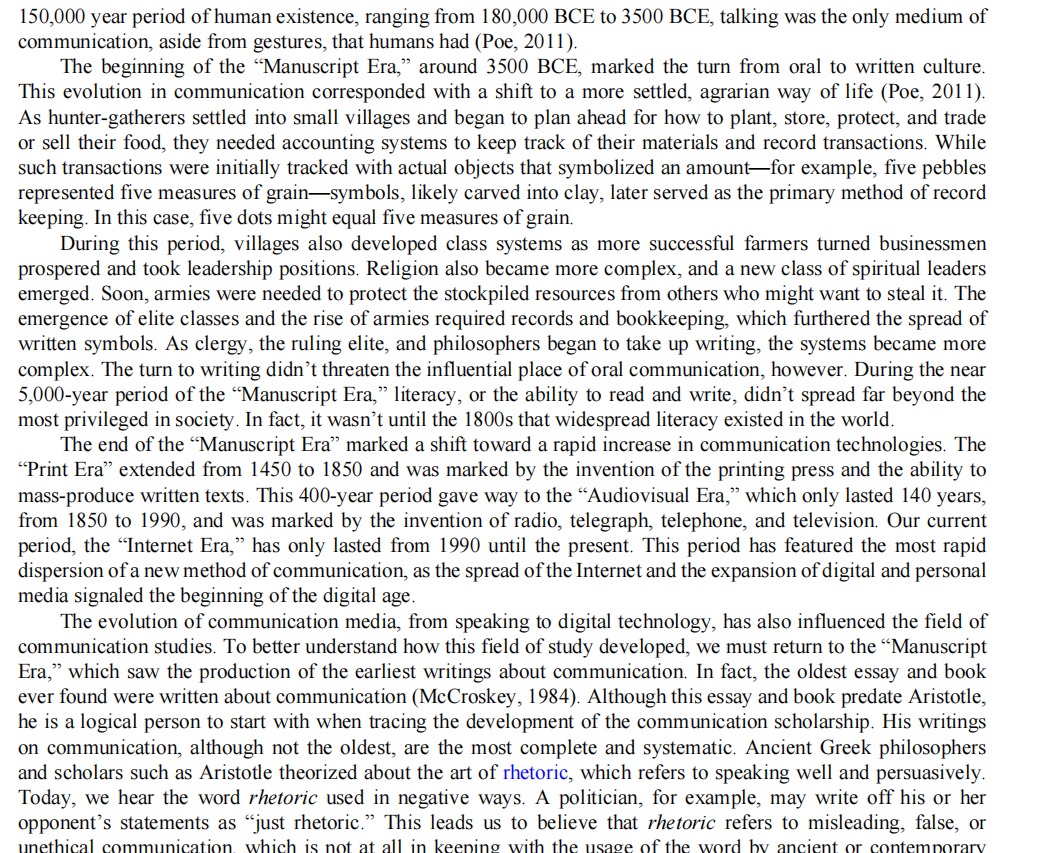 150,000 year period of human existence, ranging from 180,000 BCE to 3500 BCE, talking was the only medium of
communication, aside from gestures, that humans had (Poe, 2011).
The beginning of the “Manuscript Era,” around 3500 BCE, marked the turn from oral to written culture.
This evolution in communication corresponded with a shift to a more settled, agrarian way of life (Poe, 2011).
As hunter-gatherers settled into small villages and began to plan ahead for how to plant, store, protect, and trade
or sell their food, they needed accounting systems to keep track of their materials and record transactions. While
such transactions were initially tracked with actual objects that symbolized an amount—for example, five pebbles
represented five measures of grain—symbols, likely carved into clay, later served as the primary method of record
keeping. In this case, five dots might equal five measures of grain.
During this period, villages also developed class systems as more successful farmers turned businessmen
prospered and took leadership positions. Religion also became more complex, and a new class of spiritual leaders
emerged. Soon, armies were needed to protect the stockpiled resources from others who might want to steal it. The
emergence of elite classes and the rise of armies required records and bookkeeping, which furthered the spread of
written symbols. As clergy, the ruling elite, and philosophers began to take up writing, the systems became more
complex. The turn to writing didn’t threaten the influential place of oral communication, however. During the near
5,000-year period of the “Manuscript Era,” literacy, or the ability to read and write, didn’t spread far beyond the
most privileged in society. In fact, it wasn’t until the 1800s that widespread literacy existed in the world.
The end of the “Manuscript Era” marked a shift toward a rapid increase in communication technologies. The
“Print Era” extended from 1450 to 1850 and was marked by the invention of the printing press and the ability to
mass-produce written texts. This 400-year period gave way to the “Audiovisual Era,” which only lasted 140 years,
from 1850 to 1990, and was marked by the invention of radio, telegraph, telephone, and television. Our current
period, the “Internet Era,” has only lasted from 1990 until the present. This period has featured the most rapid
dispersion of a new method of communication, as the spread of the Internet and the expansion of digital and personal
media signaled the beginning of the digital age.
The evolution of communication media, from speaking to digital technology, has also influenced the field of
communication studies. To better understand how this field of study developed, we must return to the “Manuscript
Era,” which saw the production of the earliest writings about communication. In fact, the oldest essay and book
ever found were written about communication (McCroskey, 1984). Although this essay and book predate Aristotle,
he is a logical person to start with when tracing the development of the communication scholarship. His writings
on communication, although not the oldest, are the most complete and systematic. Ancient Greek philosophers
and scholars such as Aristotle theorized about the art of rhetoric, which refers to speaking well and persuasively.
Today, we hear the word rhetoric used in negative ways. A politician, for example, may write off his or her
opponent’s statements as “just rhetoric.” This leads us to believe that rhetoric refers to misleading, false, or
unethical communication, which is not at all in keeping with the usage of the word by ancient or contemporary